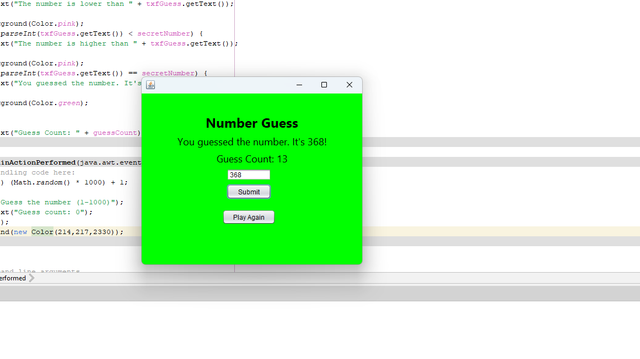 xt("The number is lower than " + txfGuess.getText());
ground(Color.pink);
parseInt(txfGuess.getText()) < secretNumber) {
xt("The number is higher than " + txfGuess.getText());
ground(Color.pink);
parseInt(txfGuess.getText()) == secretNumber) {
xt("You guessed the number. It's
ground(Color.green);
xt("Guess Count: " + guessCount)
Number Guess
You guessed the number. It's 368!
Guess Count: 13
368
Submit
Play Again
inActionPerformed(java.awt.event
ndling code here:
) (Math.random() * 1000) + 1;
Guess the number (1-1000)");
xt("Guess count: 0");
);
nd(new Color(214,217,2330));
and line arguments
erformed